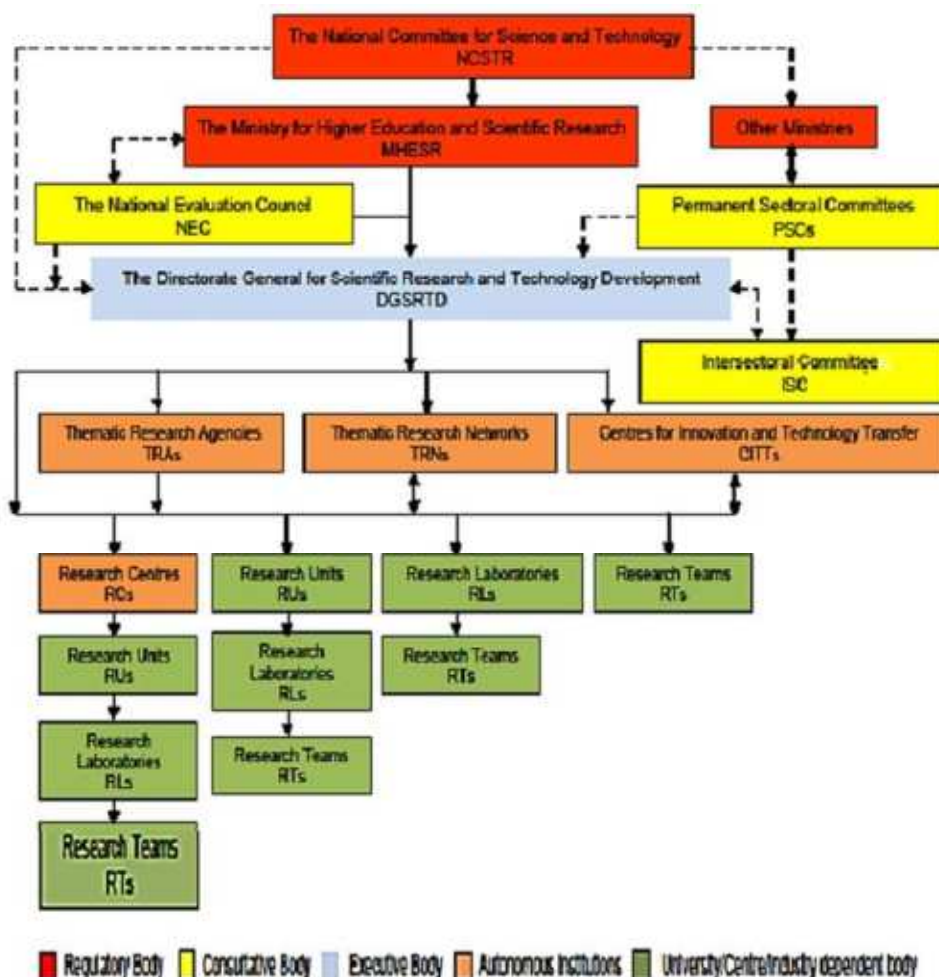 The National Committee for Science and Technology
NCSTR
The Ministry for Higher Education and Scientific Research
MHESR
Other Ministries
The National Evaluation Council
NEC
Permanent Sectoral Committees
PSCs
The Directorate General for Scientific Research and Technology Development
DGSRTD
Intersectoral Committee
ISC
Thematic Research Agencies
TRAs
Thematic Research Networks
TRNs
Centres for Innovation and Technology Transfer
CITTs
Research Centres
RCs
Research Units
RUs
Research Laboratories
RLs
Research Teams
RTs
Research Units
RUs
Research
Laboratories
RLs
Research Teams
RTs
Research
Laboratories
RLs
Research Teams
RTs
Research Teams
RTs
Regulatory Body
Consultative Body
Executive Body
Autonomous Institutions
University/Centre/Industry dependent body